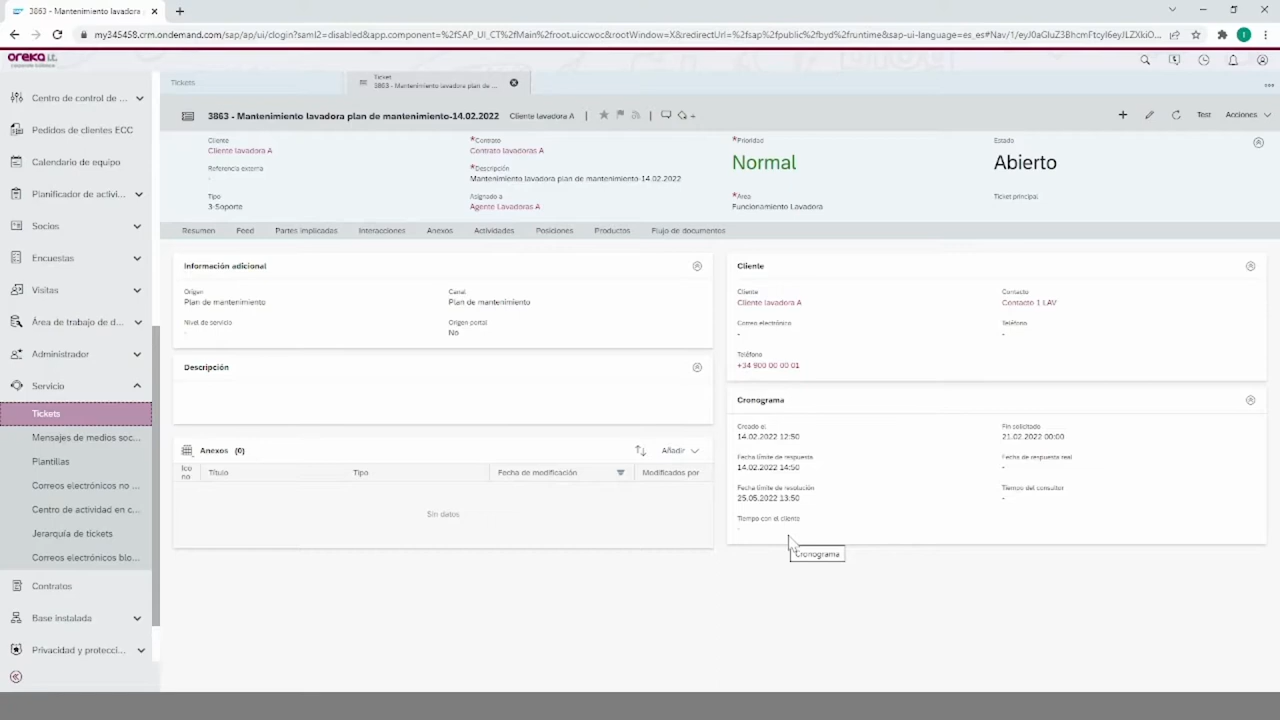 3863 - Mantenimiento lavadora
my345458.crm.ondemand.com/sap/ap/ui/clogin?saml2=disabled&app.component=%2fSAP_UI_CT%2fMain%2froot.uiccwoc&rootWindow=X&redirectUrl=%2fsap%2fpublic%2fbyd%2fruntime&sap-ui-language=es_es#Nav/1/
oreka i.t.
Centro de control de ...
Pedidos de clientes ECC
Calendario de equipo
Planificador de activi...
Socios
Encuestas
Visitas
Área de trabajo de d...
Administrador
Servicio
Tickets
Mensajes de medios soc...
Plantillas
Correos electrónicos no ...
Centro de actividad en c...
Jerarquía de tickets
Correos electrónicos blo...
Contratos
Base instalada
Privacidad y protecci...
Tickets
Ticket
3863 - Mantenimiento lavadora plan de ...
3863 - Mantenimiento lavadora plan de mantenimiento-14.02.2022 Cliente lavadora A
Test Acciones
Cliente
Cliente lavadora A
Referencia externa
-
Tipo
3-Soporte
*Contrato
Contrato lavadoras A
*Descripción
Mantenimiento lavadora plan de mantenimiento-14.02.2022
Asignado a
Agente Lavadoras A
*Prioridad
Normal
*Área
Funcionamiento Lavadora
Estado
Abierto
Ticket principal
Resumen Feed Partes implicadas Interacciones Anexos Actividades Posiciones Productos Flujo de documentos
Información adicional
Origen
Plan de mantenimiento
Canal
Plan de mantenimiento
Nivel de servicio
-
Origen portal
No
Descripción
Anexos (0)
Añadir
Ico
no
Título Tipo Fecha de modificación Modificados por
Sin datos
Cliente
Cliente
Cliente lavadora A
Contacto
Contacto 1 LAV
Correo electrónico
-
Teléfono
-
Teléfono
+34 900 00 00 01
Cronograma
Creado el
14.02.2022 12:50
Fin solicitado
21.02.2022 00:00
Fecha límite de respuesta
14.02.2022 14:50
Fecha de respuesta real
-
Fecha límite de resolución
25.05.2022 13:50
Tiempo del consultor
-
Tiempo con el cliente
-
Cronograma